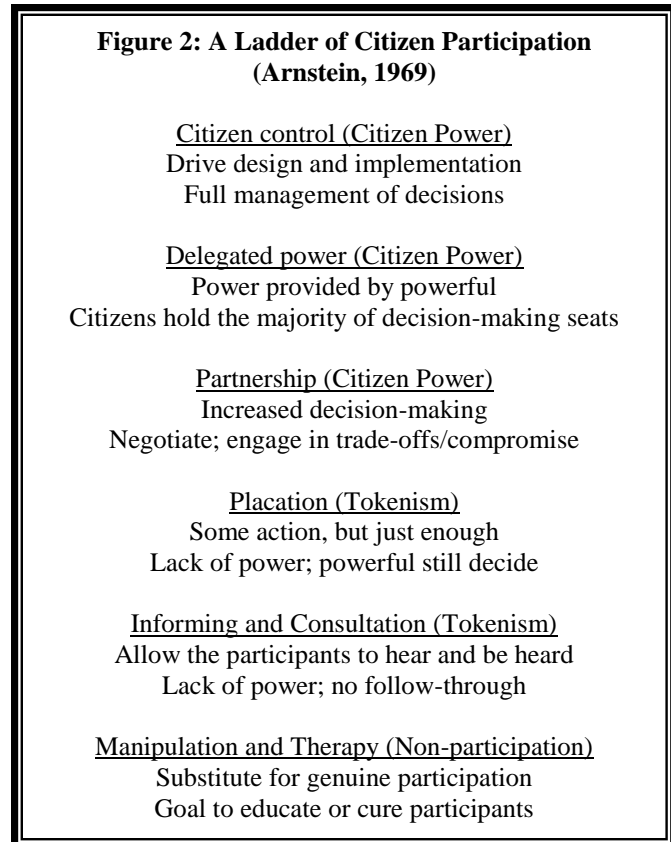 Figure 2: A Ladder of Citizen Participation
(Arnstein, 1969)
Citizen control (Citizen Power)
Drive design and implementation
Full management of decisions
Delegated power (Citizen Power)
Power provided by powerful
Citizens hold the majority of decision-making seats
Partnership (Citizen Power)
Increased decision-making
Negotiate; engage in trade-offs/compromise
Placation (Tokenism)
Some action, but just enough
Lack of power; powerful still decide
Informing and Consultation (Tokenism)
Allow the participants to hear and be heard
Lack of power; no follow-through
Manipulation and Therapy (Non-participation)
Substitute for genuine participation
Goal to educate or cure participants